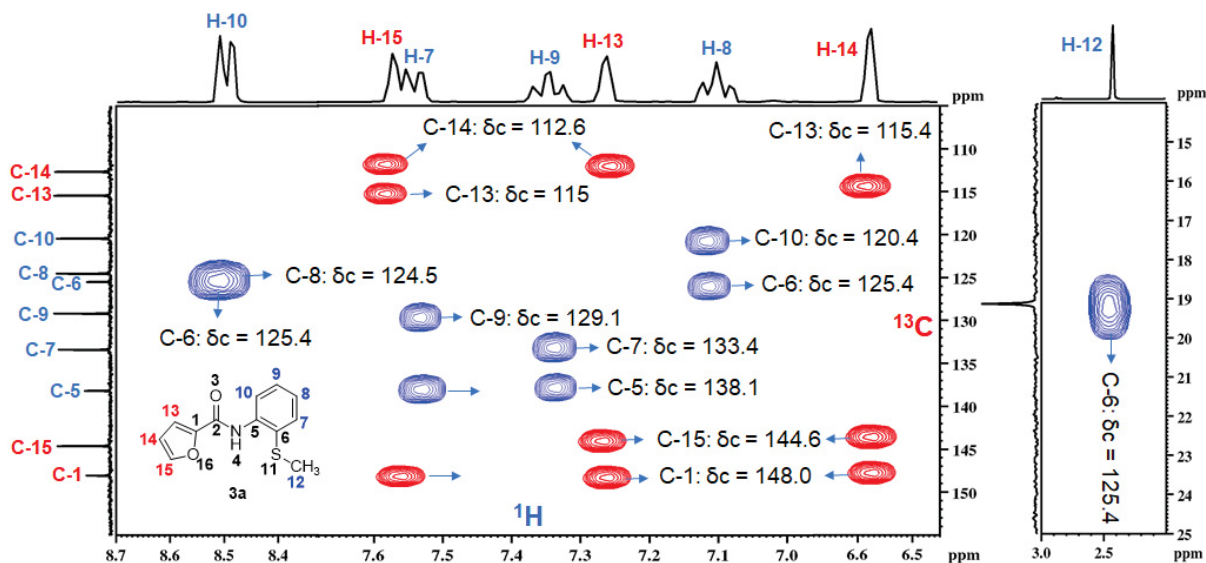 H-10
H-15
H-7
H-9
H-13
H-8
H-14
H-12
ppm
ppm
C-14: δc = 112.6
C-13: δc = 115.4
C-13: δc = 115
C-10: δc = 120.4
C-8: δc = 124.5
C-6: δc = 125.4
C-6: δc = 125.4
C-9: δc = 129.1
13C
C-7: δc = 133.4
C-5: δc = 138.1
C-15: δc = 144.6
C-1: δc = 148.0
C-6: δc = 125.4
C-14
C-13
C-10
C-8
C-6
C-9
C-7
C-5
C-15
C-1
110
115
120
125
130
135
140
145
150
15
16
17
18
19
20
21
22
23
24
25
O
3
13
1
2
14
15
O
16
N
H
4
5
6
7
8
9
10
S
11
CH3
12
3a
1H
8.7 8.6 8.5 8.4 7.6 7.5 7.4 7.3 7.2 7.1 7.0 6.6 6.5 ppm
3.0 2.5 ppm